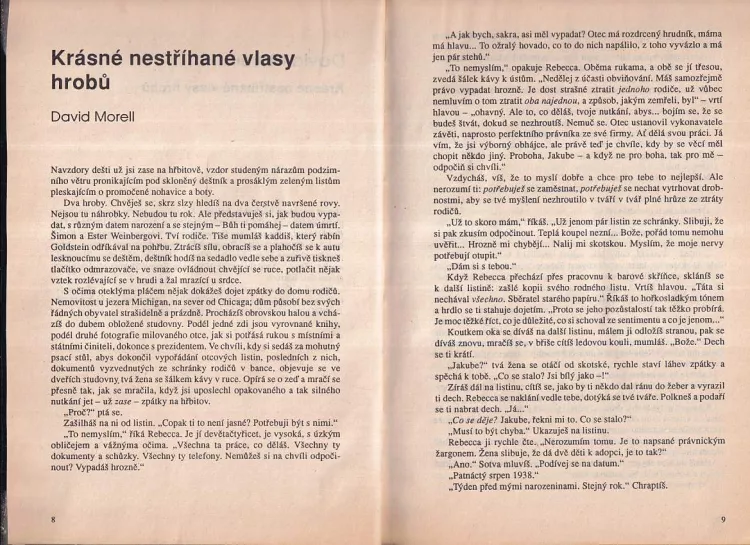 Krásné nestříhané vlasy
hrobů
David Morell
Navzdory dešti už jsi zase na hřbitově, vzdor studeným nárazům podzim-
ního větru pronikajícím pod skloněný deštník a prosáklým zeleným listům
pleskajícím o promočené nohavice a boty.
Dva hroby. Chvěješ se, skrz slzy hledíš na dva čerstvě navršené rovy.
Nejsou tu náhrobky. Nebudou tu rok. Ale představuješ si, jak budou vypa-
dat, s různým datem narození a se stejným – Bůh ti pomáhej – datem úmrtí.
Šimon a Ester Weinbergovi. Tví rodiče. Tiše mumláš kaddiš, který rabín
Goldstein odříkával na pohřbu. Ztrácíš sílu, obracíš se a plahočíš se k autu
lesknoucímu se deštěm, deštník hodíš na sedadlo vedle sebe a zuřivě tiskneš
tlačítko odmrazovače, ve snaze ovládnout chvějící se ruce, potlačit nějak
vztek rozlévající se v hrudi a žal mrazící u srdce.
S očima oteklýma pláčem nějak dokážeš dojet zpátky do domu rodičů.
Nemovitost u jezera Michigan, na sever od Chicaga; dům působí bez svých
řádných obyvatel strašidelně a prázdně. Procházíš obrovskou halou a vchá-
zíš do dubem obložené studovny. Podél jedné zdi jsou vyrovnané knihy,
podél druhé fotografie milovaného otce, jak si potřásá rukou s místními a
státními činiteli, dokonce s prezidentem. Ve chvíli, kdy si sedáš za mohutný
psací stůl, abys dokončil vypořádání otcových listin, posledních z nich,
dokumentů vyzvednutých ze schránky rodičů v bance, objevuje se ve
dveřích studovny, tvá žena se šálkem kávy v ruce. Opírá se o zeď a mračí se
přesně tak, jak se mračila, když jsi uposlechl opakovaného a tak silného
nutkání jet – už zase – zpátky na hřbitov.
„Proč?“ ptá se.
Zašilháš na ni od listin. „Copak ti to není jasné? Potřebuji být s nimi.“
„To nemyslím,“ říká Rebecca. Je jí devětačtyřicet, je vysoká, s úzkým
obličejem a vážnýma očima. „Všechna ta práce, co děláš. Všechny ty
dokumenty a schůzky. Všechny ty telefony. Nemůžeš si na chvíli odpoči-
nout? Vypadáš hrozně.“
8
„A jak bych, sakra, asi měl vypadat? Otec má rozdrcený hrudník, máma
má hlavu... To ožralý hovado, co to do nich napálilo, z toho vyvázlo a má
jen pár stehů.“
„To nemyslím,“ opakuje Rebecca. Oběma rukama, a obě se jí třesou,
zvedá šálek kávy k ústům. „Nedělej z účasti obviňování. Máš samozřejmě
právo vypadat hrozně. Je dost strašné ztratit jednoho rodiče, už vůbec
nemluvím o tom ztratit oba najednou, a způsob, jakým zemřeli, byl“ – vrtí
hlavou – „ohavný. Ale to, co děláš, tvoje nutkání, abys... bojím se, že se
budeš štvát, dokud se nezhroutíš. Nemuč se. Otec ustanovil vykonavatele
závěti, naprosto perfektního právníka ze své firmy. Ať dělá svou práci. Já
vím, že jsi výborný obhájce, ale právě teď je chvíle, kdy by se věcí měl
chopit někdo jiný. Proboha, Jakube – a když ne pro boha, tak pro mě –
odpočiň si chvíli.“
Vzdycháš, víš, že to myslí dobře a chce pro tebe to nejlepší. Ale
nerozumí ti: potřebuješ se zaměstnat, potřebuješ se nechat vytrhovat drob-
nostmi, aby se tvé myšlení nezhroutilo v tváří v tvář plné hrůze ze ztráty
rodičů.
„Už to skoro mám,“ říkáš. „Už jenom pár listin ze schránky. Slibuji, že
si pak zkusím odpočinout. Teplá koupel nezní... Bože, pořád tomu nemohu
uvěřit... Hrozně mi chybějí... Nalij mi skotskou. Myslím, že moje nervy
potřebují otupit.“
„Dám si s tebou.“
Když Rebecca přechází přes pracovnu k barové skříňce, skláníš se
k další listině: zašlé kopii svého rodného listu. Vrtíš hlavou. „Táta si
nechával všechno. Sběratel starého papíru.“ Říkáš to hořkosladkým tónem
a hrdlo se ti stahuje dojetím. „Proto se jeho pozůstalostí tak těžko probírá.
Je moc těžké říct, co je důležité, co si schoval ze sentimentu a co je jenom...“
Koutkem oka se díváš na další listinu, málem ji odložíš stranou, pak se
díváš znovu, mračíš se, v břiše cítíš ledovou kouli, mumláš. „Bože.“ Dech
se ti krátí.
„Jakube?“ tvá žena se otáčí od skotské, rychle staví láhev zpátky a
spěchá k tobě. „Co se stalo? Jsi bílý jako –!“
Zíráš dál na listinu, cítíš se, jako by ti někdo dal ránu do žeber a vyrazil
ti dech. Rebecca se naklání vedle tebe, dotýká se tvé tváře. Polkneš a podaří
se ti nabrat dech. „Já...“
„Co se děje? Jakube, řekni mi to. Co se stalo?“
„Musí to být chyba.“ Ukazuješ na listinu.
Rebecca ji rychle čte. „Nerozumím tomu. Je to napsané právnickým
žargonem. Žena slibuje, že dá dvě děti k adopci, je to tak?“
„Ano.“ Sotva mluvíš. „Podívej se na datum.“
„Patnáctý srpen 1938.“
„Týden před mými narozeninami. Stejný rok.“ Chraptíš.
9